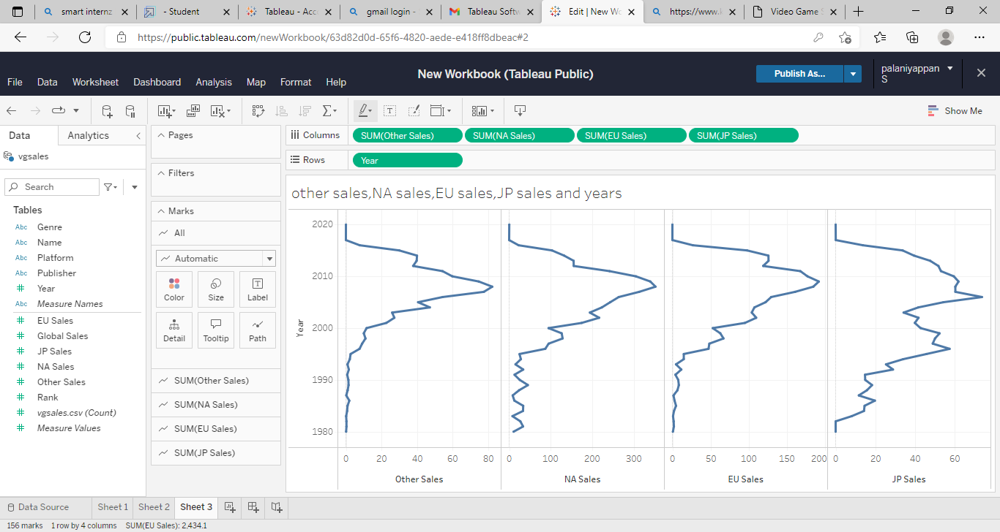 smart internz
- Student
Tableau - Acc
gmail login -
Tableau Softw
Edit | New Wo
https://www.k
Video Game S
https://public.tableau.com/newWorkbook/63d82d0d-65f6-4820-aede-e418ff8dbeac#2
File Data Worksheet Dashboard Analysis Map Format Help
New Workbook (Tableau Public)
Publish As...
palaniyappan
S
Show Me
Data
Analytics
vgsales
Search
Tables
Abc Genre
Abc Name
Abc Platform
Abc Publisher
# Year
Abc Measure Names
# EU Sales
# Global Sales
# JP Sales
# NA Sales
# Other Sales
# Rank
# vgsales.csv (Count)
# Measure Values
Pages
Filters
Marks
All
Automatic
Color Size Label
Detail Tooltip Path
SUM(Other Sales)
SUM(NA Sales)
SUM(EU Sales)
SUM(JP Sales)
Columns SUM(Other Sales) SUM(NA Sales) SUM(EU Sales) SUM(JP Sales)
Rows Year
other sales,NA sales,EU sales,JP sales and years
Year
2020
2010
2000
1990
1980
0 20 40 60 80 0 100 200 300 0 50 100 150 200 0 20 40 60
Other Sales NA Sales EU Sales JP Sales
Data Source Sheet 1 Sheet 2 Sheet 3
156 marks 1 row by 4 columns SUM(EU Sales): 2,434.1